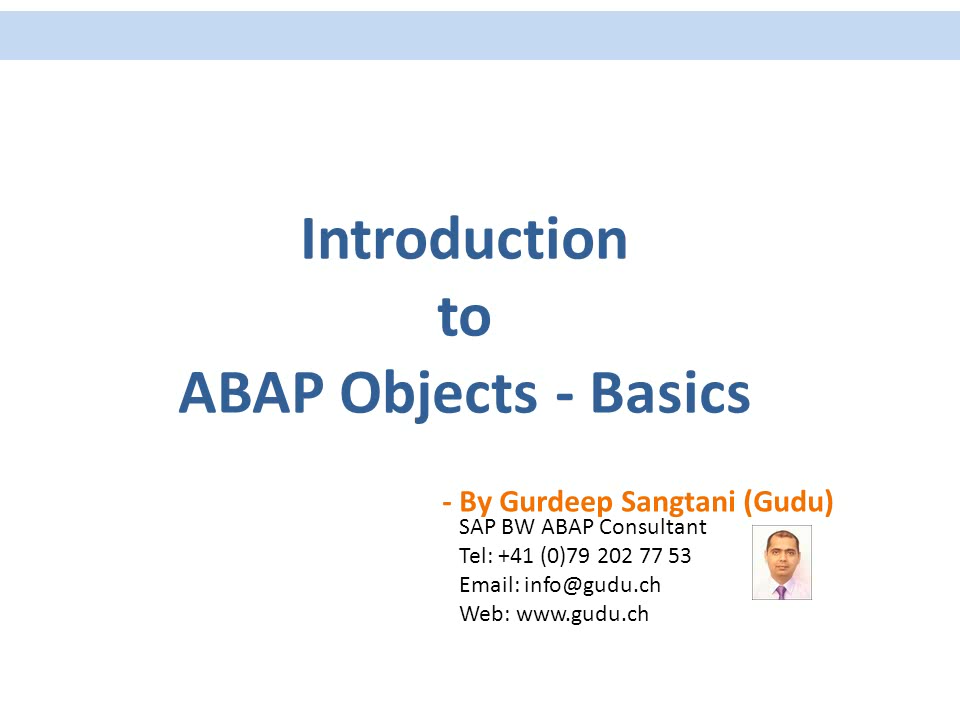 Introduction
to
ABAP Objects - Basics
- By Gurdeep Sangtani (Gudu)
SAP BW ABAP Consultant
Tel: +41 (0)79 202 77 53
Email: info@gudu.ch
Web: www.gudu.ch